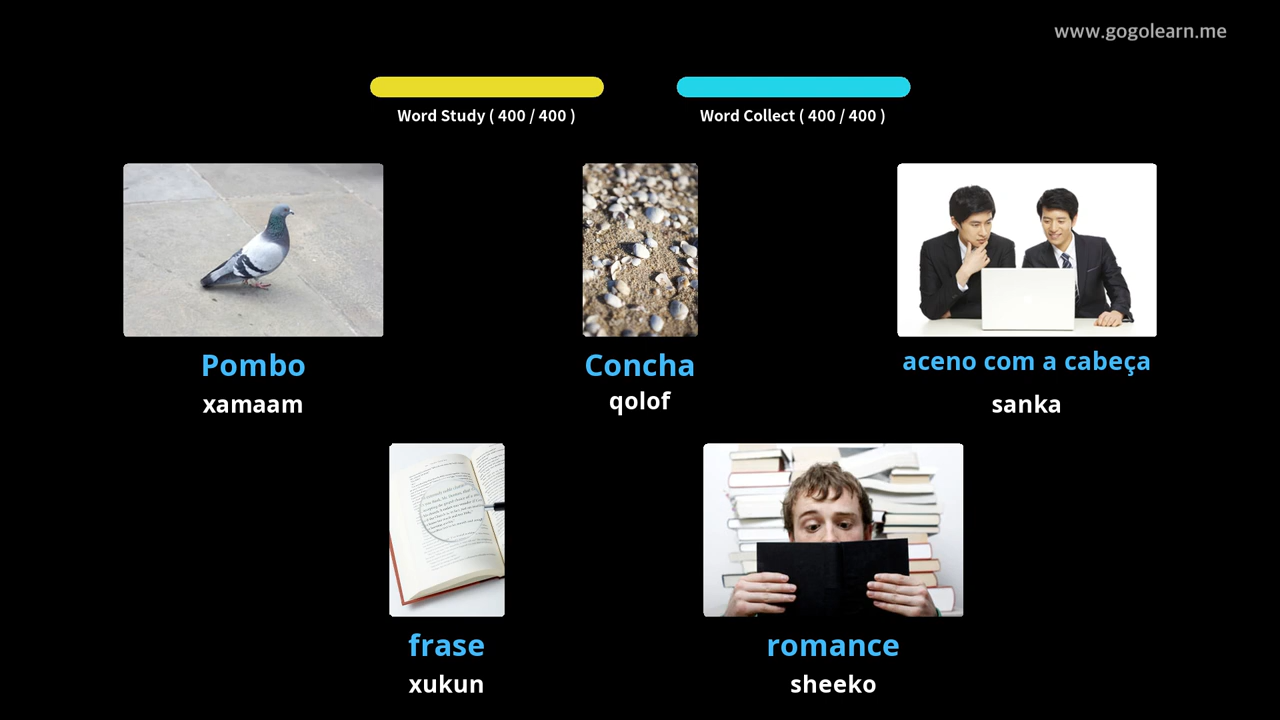 www.gogolearn.me
Word Study ( 400 / 400 )
Word Collect ( 400 / 400 )
Pombo
xamaam
Concha
qolof
aceno com a cabeça
sanka
frase
xukun
romance
sheeko